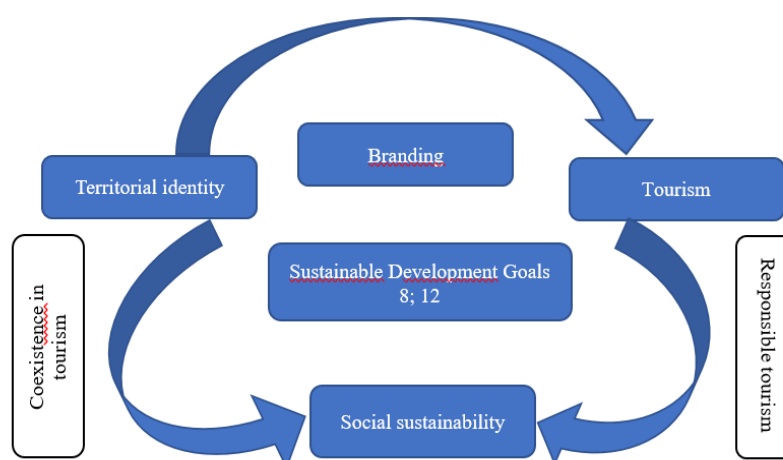 Branding
Territorial identity
Tourism
Sustainable Development Goals
8; 12
Coexistence in
tourism
Responsible tourism
Social sustainability